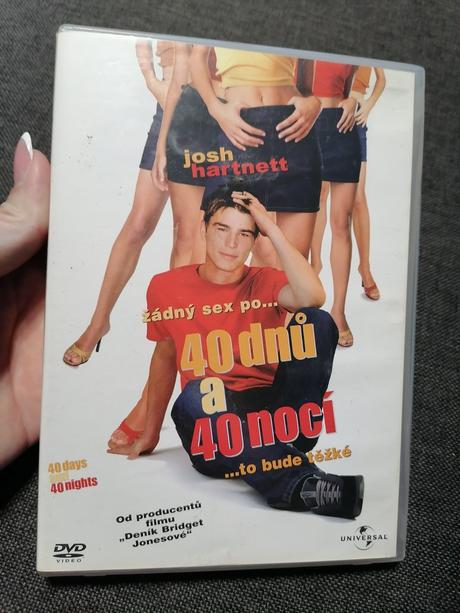 josh
hartnett
žádný sex po...
40 dnů
a
40 nocí
...to bude těžké
40 days
and
40 nights
Od producentů
filmu
„Deník Bridget
Jonesové"
DVD
VIDEO
UNIVERSAL